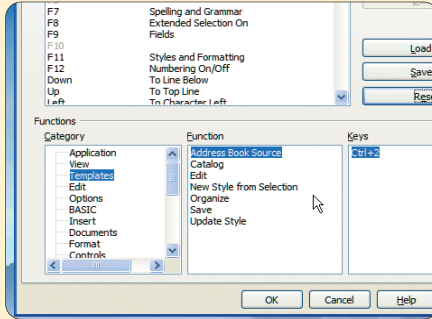 F7 Spelling and Grammar
F8 Extended Selection On
F9 Fields
F10
F11 Styles and Formatting
F12 Numbering On/Off
Down To Line Below
Up To Top Line
Left To Character Left
Load
Save
Res
Functions
Category
Function
Keys
Application
View
Templates
Edit
Options
BASIC
Insert
Documents
Format
Controls
Address Book Source
Catalog
Edit
New Style from Selection
Organize
Save
Update Style
Ctrl+2
OK Cancel Help